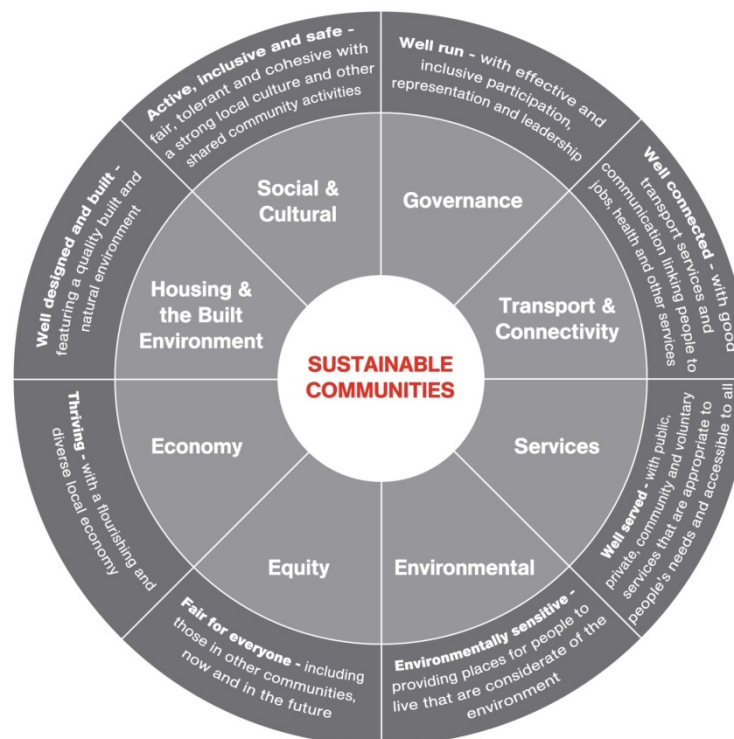 SUSTAINABLE
COMMUNITIES
Active, inclusive and safe -
fair, tolerant and cohesive with
a strong local culture and other
shared community activities
Social &
Cultural
Well run - with effective and
inclusive participation,
representation and leadership
Governance
Well connected - with good
transport services and
communication linking people to
jobs, health and other services
Transport &
Connectivity
Well served - with public,
private, community and voluntary
services that are appropriate to
people's needs and accessible to all
Services
Environmentally sensitive -
providing places for people to
live that are considerate of the
environment
Environmental
Fair for everyone - including
those in other communities,
now and in the future
Equity
Thriving - with a flourishing and
diverse local economy
Economy
Well designed and built -
featuring a quality built and
natural environment
Housing &
the Built
Environment